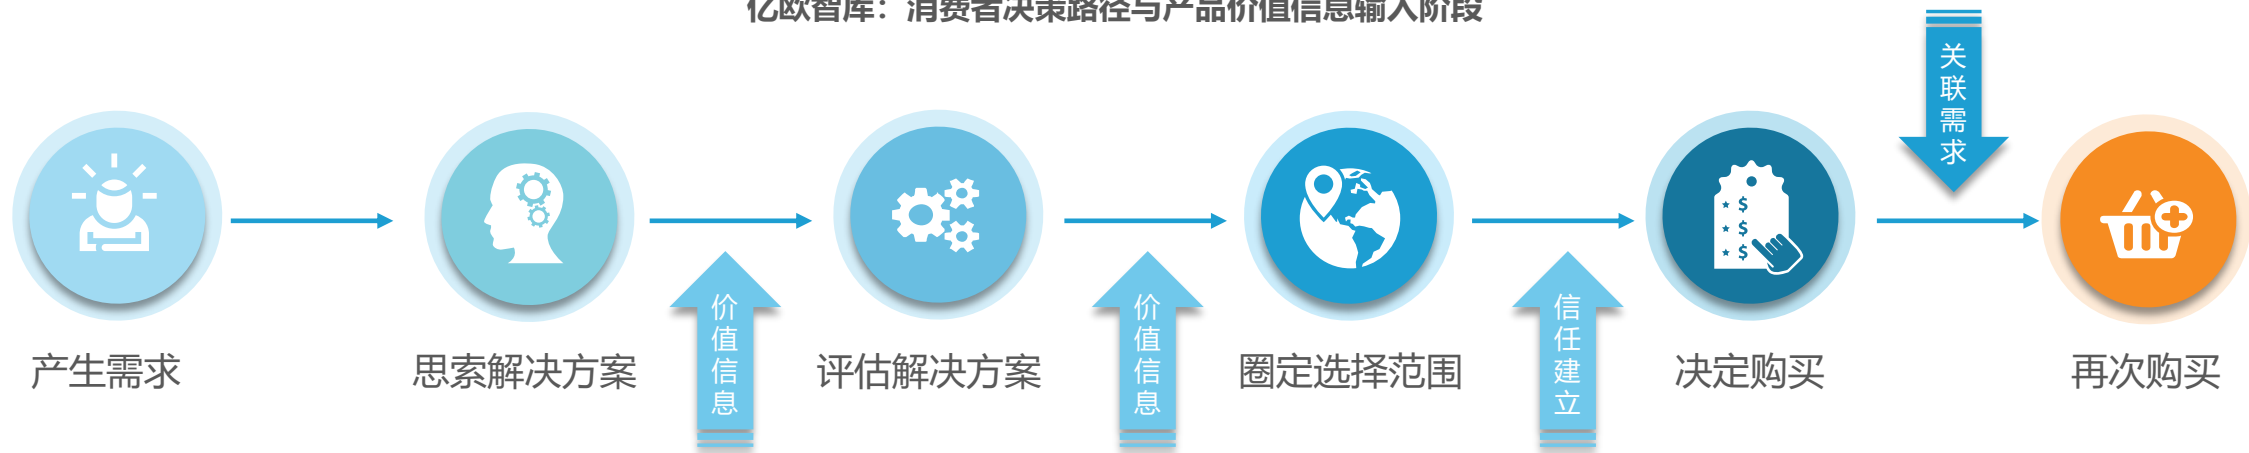 亿欧智库：消费者决策路径与产品价值信息输入阶段
关联需求
价值信息
价值信息
信任建立
产生需求
思索解决方案
评估解决方案
圈定选择范围
决定购买
再次购买